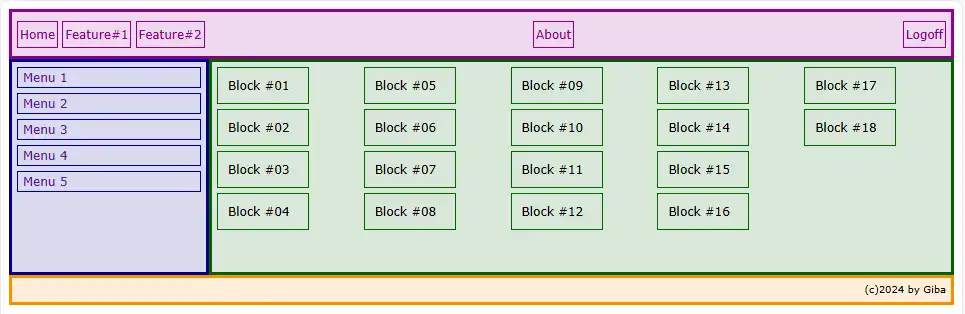 Home Feature#1 Feature#2 About Logoff
Menu 1
Menu 2
Menu 3
Menu 4
Menu 5
Block #01 Block #05 Block #09 Block #13 Block #17
Block #02 Block #06 Block #10 Block #14 Block #18
Block #03 Block #07 Block #11 Block #15
Block #04 Block #08 Block #12 Block #16
(c)2024 by Giba